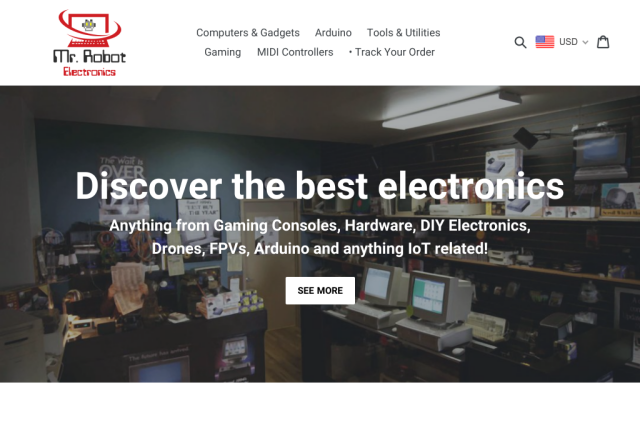 Mr. Robot
Electronics
Computers & Gadgets Arduino Tools & Utilities
Gaming MIDI Controllers • Track Your Order
USD
Discover the best electronics
Anything from Gaming Consoles, Hardware, DIY Electronics,
Drones, FPVs, Arduino and anything IoT related!
SEE MORE